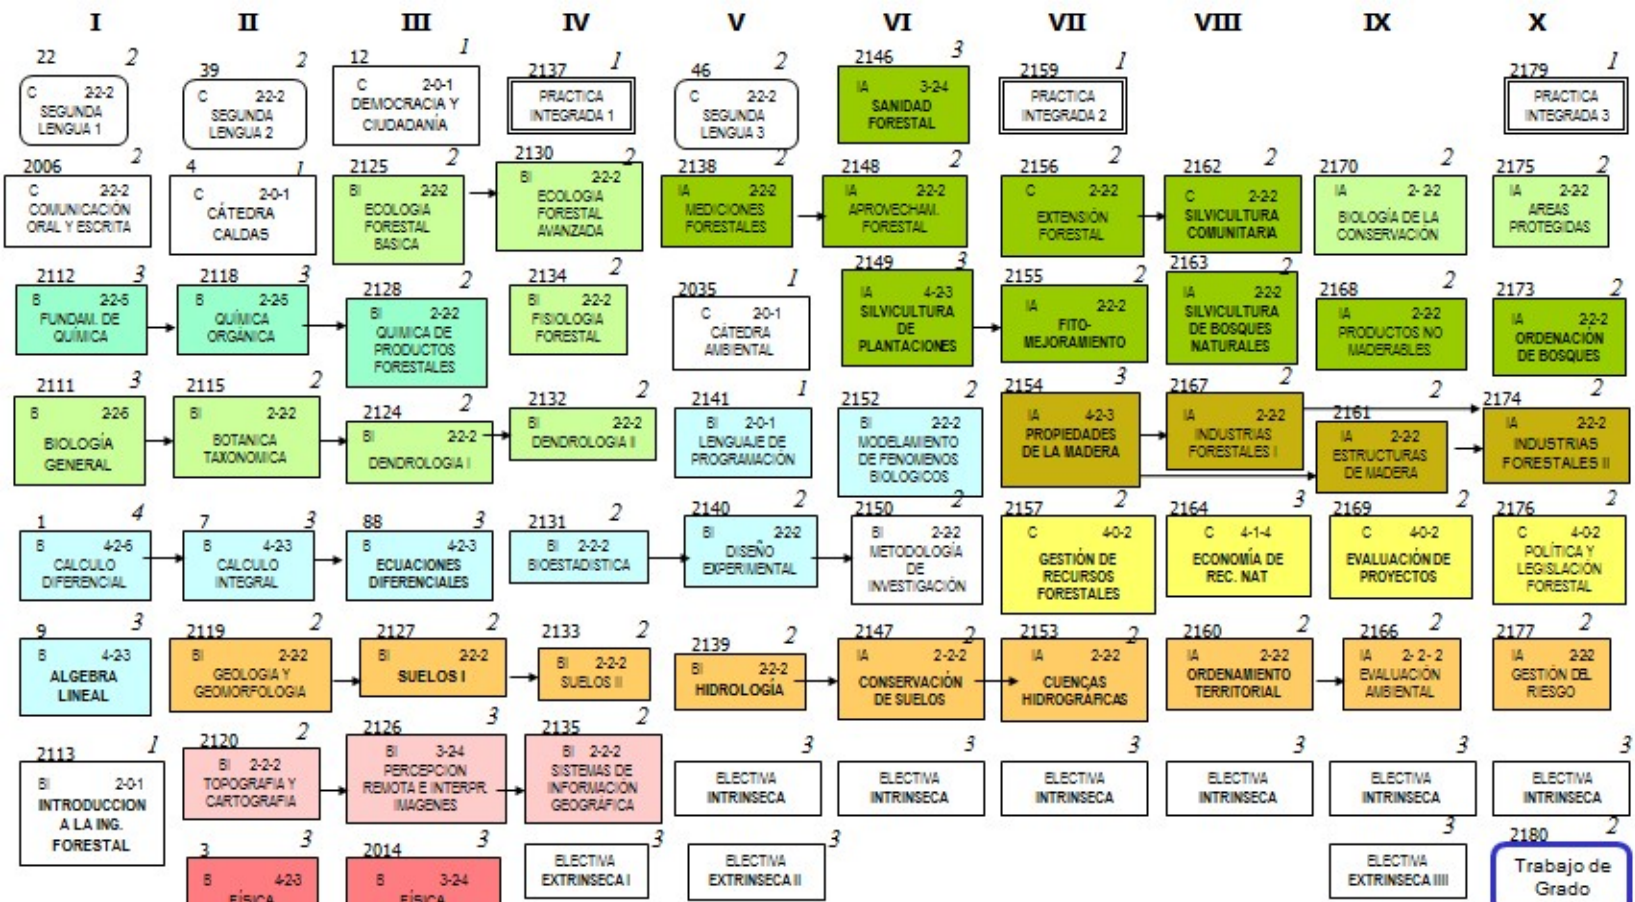 I II III IV V VI VII VIII IX X
22 2
C 2-2-2
SEGUNDA
LENGUA 1
39 2
C 2-2-2
SEGUNDA
LENGUA 2
12 1
C 2-0-1
DEMOCRACIA Y
CIUDADANÍA
2137 1
PRACTICA
INTEGRADA 1
46 2
C 2-2-2
SEGUNDA
LENGUA 3
2146 3
IA 3-2-4
SANIDAD
FORESTAL
2159 1
PRACTICA
INTEGRADA 2
2179 1
PRACTICA
INTEGRADA 3
2006 2
C 2-2-2
COMUNICACIÓN
ORAL Y ESCRITA
4 1
C 2-0-1
CÁTEDRA
CALDAS
2125 2
BI 2-2-2
ECOLOGIA
FORESTAL
BASICA
2130 2
BI 2-2-2
ECOLOGIA
FORESTAL
AVANZADA
2138 2
IA 2-2-2
MEDICIONES
FORESTALES
2148 2
IA 2-2-2
APROVECHAM.
FORESTAL
2156 2
C 2-2-2
EXTENSIÓN
FORESTAL
2162 2
C 2-2-2
SILVICULTURA
COMUNITARIA
2170 2
IA 2-2-2
BIOLOGÍA DE LA
CONSERVACIÓN
2175 2
IA 2-2-2
AREAS
PROTEGIDAS
2112 3
B 2-2-5
FUNDAM. DE
QUÍMICA
2118 3
B 2-2-5
QUÍMICA
ORGÁNICA
2128 2
BI 2-2-2
QUIMICA DE
PRODUCTOS
FORESTALES
2134 2
BI 2-2-2
FISIOLOGIA
FORESTAL
2035 1
C 2-0-1
CÁTEDRA
AMBIENTAL
2149 3
IA 4-2-3
SILVICULTURA
DE
PLANTACIONES
2155 2
IA 2-2-2
FITO-
MEJORAMIENTO
2163 2
IA 2-2-2
SILVICULTURA
DE BOSQUES
NATURALES
2168 2
IA 2-2-2
PRODUCTOS NO
MADERABLES
2173 2
IA 2-2-2
ORDENACIÓN
DE BOSQUES
2111 3
B 2-2-5
BIOLOGÍA
GENERAL
2115 2
BI 2-2-2
BOTANICA
TAXONOMICA
2124 2
BI 2-2-2
DENDROLOGIA I
2132 2
BI 2-2-2
DENDROLOGIA II
2141 1
BI 2-0-1
LENGUAJE DE
PROGRAMACIÓN
2152 2
BI 2-2-2
MODELAMIENTO
DE FENOMENOS
BIOLOGICOS
2154 3
IA 4-2-3
PROPIEDADES
DE LA MADERA
2167 2
IA 2-2-2
INDUSTRIAS
FORESTALES I
2161 2
IA 2-2-2
ESTRUCTURAS
DE MADERA
2174 2
IA 2-2-2
INDUSTRIAS
FORESTALES II
1 4
B 4-2-6
CALCULO
DIFERENCIAL
7 3
B 4-2-3
CALCULO
INTEGRAL
88 3
B 4-2-3
ECUACIONES
DIFERENCIALES
2131 2
BI 2-2-2
BIOESTADISTICA
2140 2
BI 2-2-2
DISEÑO
EXPERIMENTAL
2150 2
BI 2-2-2
METODOLOGÍA
DE
INVESTIGACIÓN
2157 2
C 4-0-2
GESTIÓN DE
RECURSOS
FORESTALES
2164 3
C 4-1-4
ECONOMÍA DE
REC. NAT
2169 2
C 4-0-2
EVALUACIÓN DE
PROYECTOS
2176 2
C 4-0-2
POLÍTICA Y
LEGISLACIÓN
FORESTAL
9 3
B 4-2-3
ALGEBRA
LINEAL
2119 2
BI 2-2-2
GEOLOGIA Y
GEOMORFOLOGIA
2127 2
BI 2-2-2
SUELOS I
2133 2
BI 2-2-2
SUELOS II
2139 2
BI 2-2-2
HIDROLOGÍA
2147 2
IA 2-2-2
CONSERVACIÓN
DE SUELOS
2153 2
IA 2-2-2
CUENCAS
HIDROGRÁFICAS
2160 2
IA 2-2-2
ORDENAMIENTO
TERRITORIAL
2166 2
IA 2-2-2
EVALUACIÓN
AMBIENTAL
2177 2
IA 2-2-2
GESTIÓN DEL
RIESGO
2113 1
BI 2-0-1
INTRODUCCION
A LA ING.
FORESTAL
2120 2
BI 2-2-2
TOPOGRAFIA Y
CARTOGRAFIA
2126 3
BI 3-2-4
PERCEPCION
REMOTA E INTERPR.
IMAGENES
2135 2
BI 2-2-2
SISTEMAS DE
INFORMACIÓN
GEOGRÁFICA
3
ELECTIVA
INTRINSECA
3
ELECTIVA
INTRINSECA
3
ELECTIVA
INTRINSECA
3
ELECTIVA
INTRINSECA
3
ELECTIVA
INTRINSECA
3
ELECTIVA
INTRINSECA
3 3
B 4-2-3
FÍSICA
2014 3
B 3-2-4
FÍSICA
3
ELECTIVA
EXTRINSECA I
3
ELECTIVA
EXTRINSECA II
3
ELECTIVA
EXTRINSECA IIII
2180 2
Trabajo de
Grado